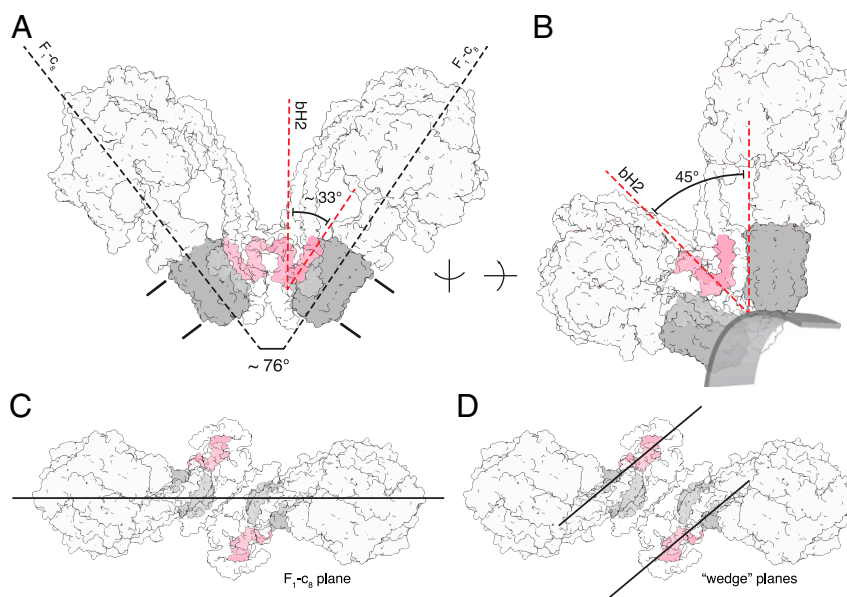 A
B
F₁-c₈
F₁-c₈
bH2
~ 33°
~ 76°
bH2
45°
C
D
F₁-c₈ plane
“wedge” planes